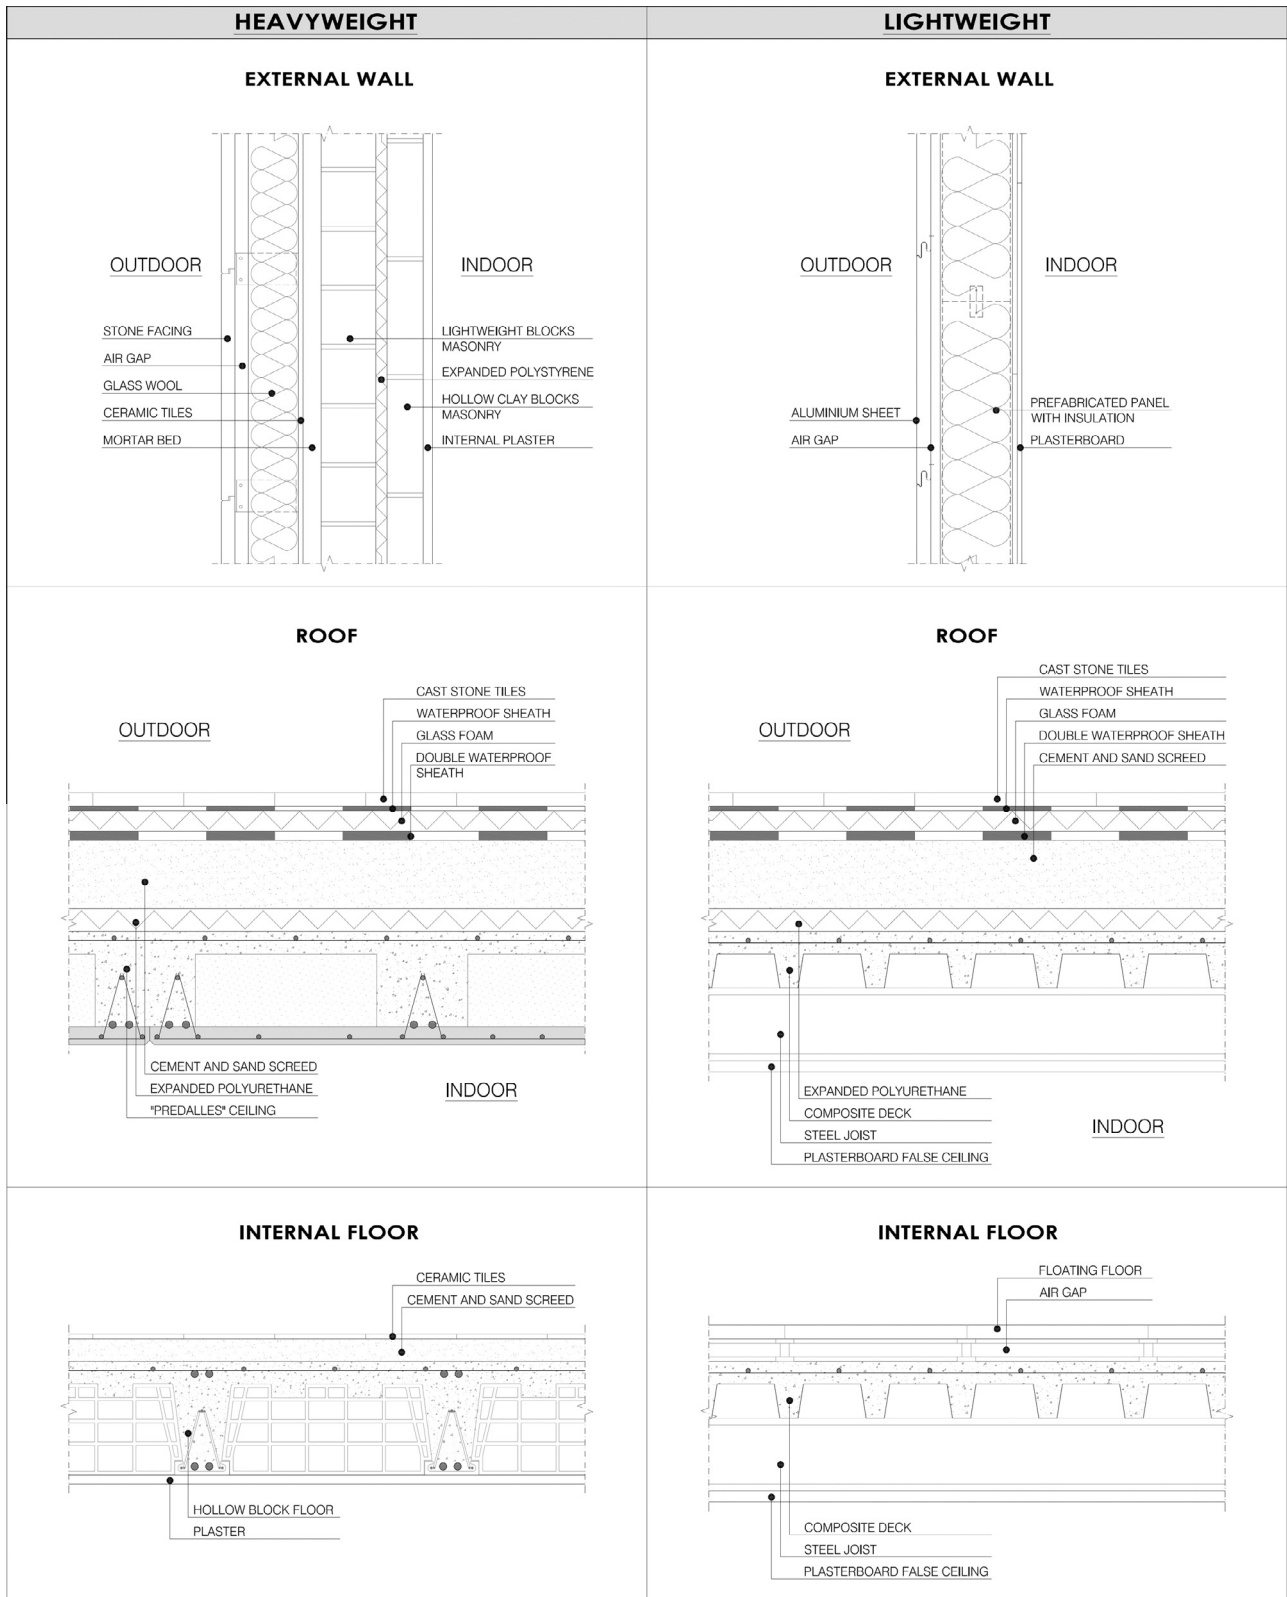 HEAVYWEIGHT
EXTERNAL WALL
OUTDOOR
INDOOR
STONE FACING
AIR GAP
GLASS WOOL
CERAMIC TILES
MORTAR BED
LIGHTWEIGHT BLOCKS
MASONRY
EXPANDED POLYSTYRENE
HOLLOW CLAY BLOCKS
MASONRY
INTERNAL PLASTER
LIGHTWEIGHT
EXTERNAL WALL
OUTDOOR
INDOOR
ALUMINIUM SHEET
AIR GAP
PREFABRICATED PANEL
WITH INSULATION
PLASTERBOARD
ROOF
OUTDOOR
CAST STONE TILES
WATERPROOF SHEATH
GLASS FOAM
DOUBLE WATERPROOF
SHEATH
CEMENT AND SAND SCREED
EXPANDED POLYURETHANE
"PREDALLES" CEILING
INDOOR
ROOF
OUTDOOR
CAST STONE TILES
WATERPROOF SHEATH
GLASS FOAM
DOUBLE WATERPROOF SHEATH
CEMENT AND SAND SCREED
EXPANDED POLYURETHANE
COMPOSITE DECK
STEEL JOIST
PLASTERBOARD FALSE CEILING
INDOOR
INTERNAL FLOOR
CERAMIC TILES
CEMENT AND SAND SCREED
HOLLOW BLOCK FLOOR
PLASTER
INTERNAL FLOOR
FLOATING FLOOR
AIR GAP
COMPOSITE DECK
STEEL JOIST
PLASTERBOARD FALSE CEILING